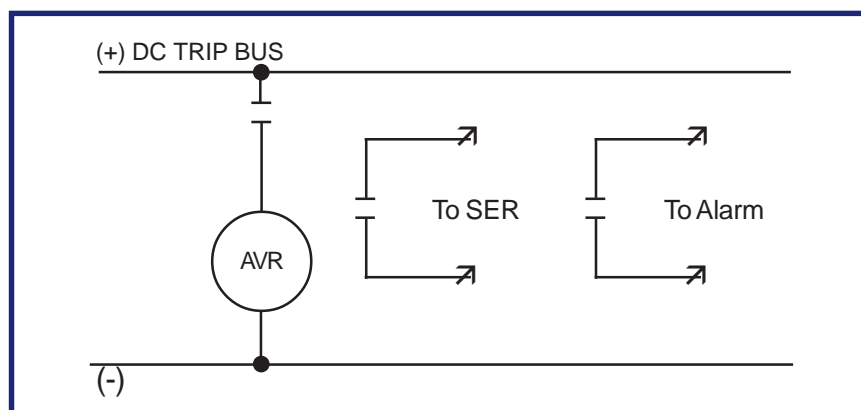 (+) DC TRIP BUS
To SER
To Alarm
AVR
(-)